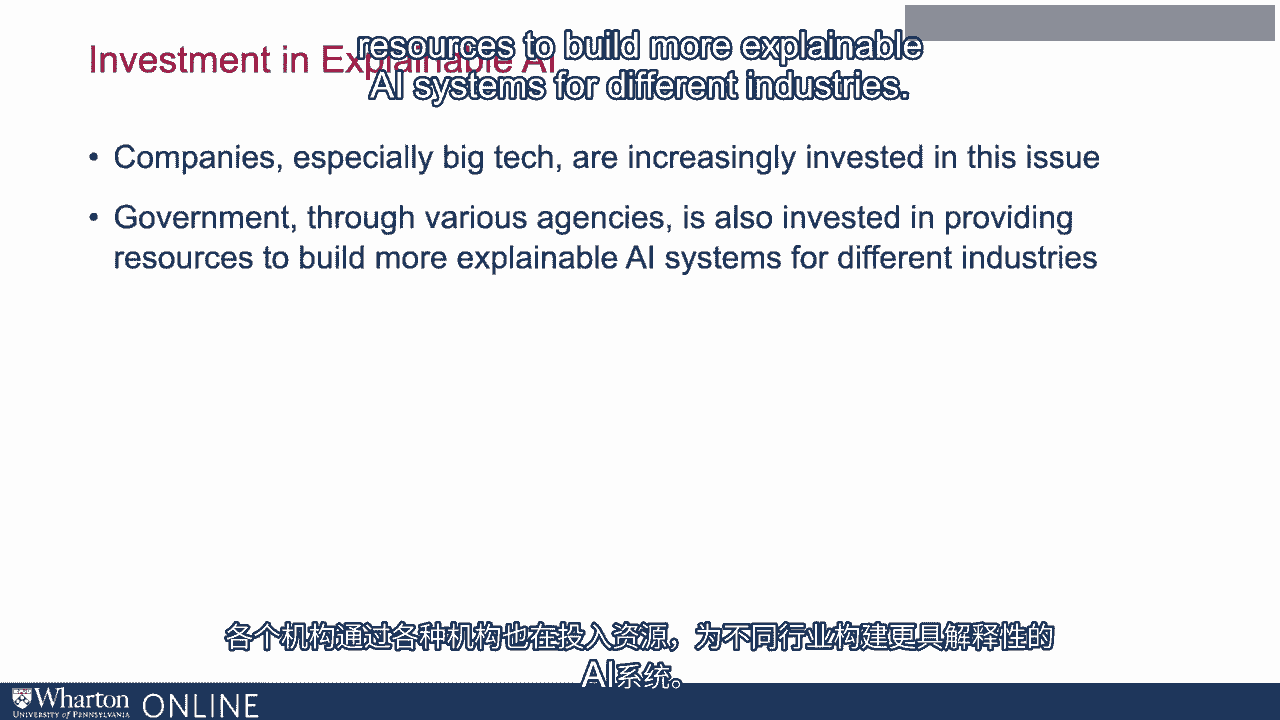 resources to build more explainable
AI systems for different industries.
Investment in Explainable AI
• Companies, especially big tech, are increasingly invested in this issue
• Government, through various agencies, is also invested in providing
resources to build more explainable AI systems for different industries
各个机构通过各种机构也在投入资源，为不同行业构建更具解释性的
AI系统。
Wharton
UNIVERSITY of PENNSYLVANIA
ONLINE